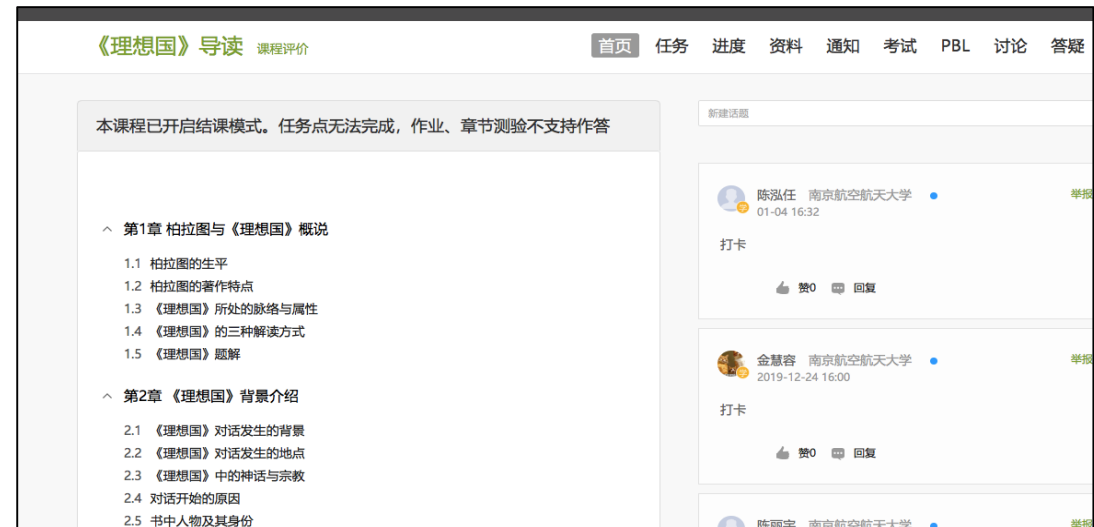 《理想国》导读 课程评价
首页 任务 进度 资料 通知 考试 PBL 讨论 答疑
本课程已开启结课模式。任务点无法完成，作业、章节测验不支持作答
第1章 柏拉图与《理想国》概说
1.1 柏拉图的生平
1.2 柏拉图的著作特点
1.3 《理想国》所处的脉络与属性
1.4 《理想国》的三种解读方式
1.5 《理想国》题解
第2章 《理想国》背景介绍
2.1 《理想国》对话发生的背景
2.2 《理想国》对话发生的地点
2.3 《理想国》中的神话与宗教
2.4 对话开始的原因
2.5 书中人物及其身份
新建话题
陈泓任 南京航空航天大学 举报
学
01-04 16:32
打卡
赞0 回复
金慧容 南京航空航天大学 举报
学
2019-12-24 16:00
打卡
赞0 回复
南京航空航天大学